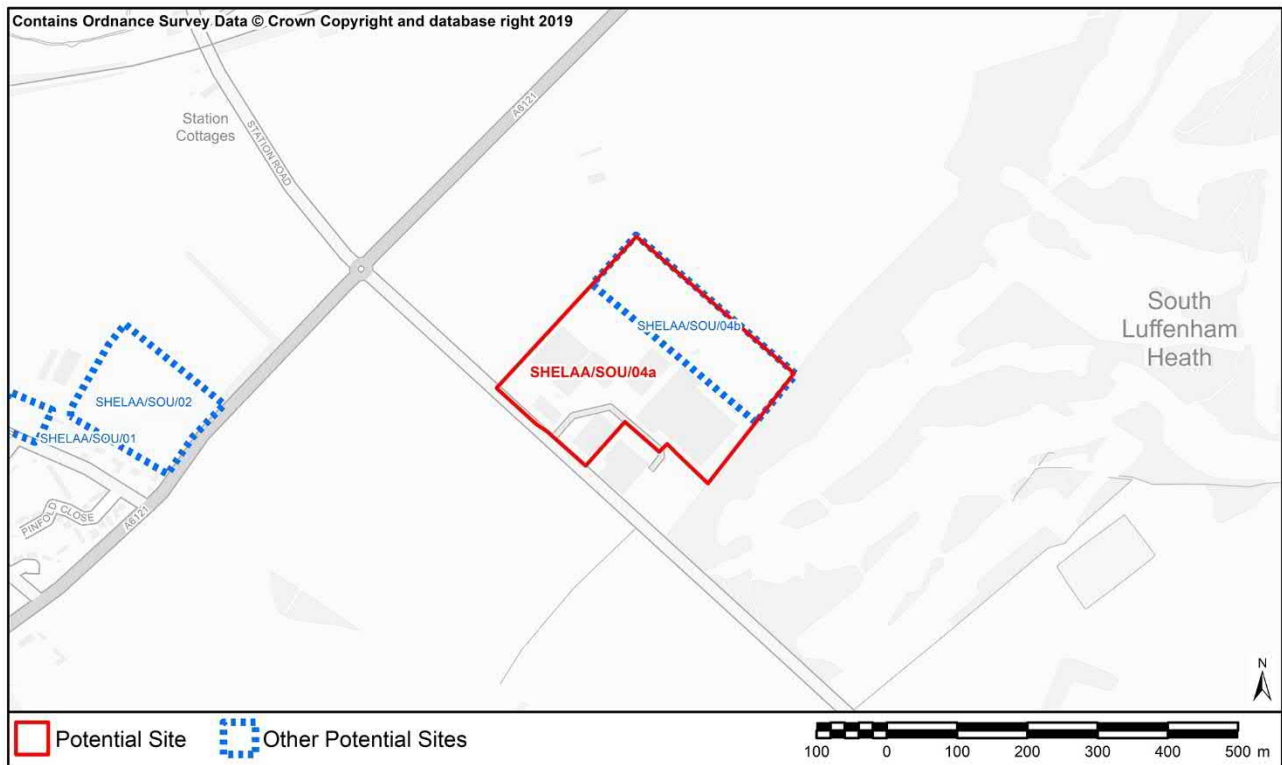 Contains Ordnance Survey Data © Crown Copyright and database right 2019
Station
Cottages
STATION ROAD
A6121
SHELAA/SOU/04b
SHELAA/SOU/04a
South
Luffenham
Heath
SHELAA/SOU/02
SHELAA/SOU/01
PINFOLD CLOSE
A6121
N
Potential Site
Other Potential Sites
100 0 100 200 300 400 500 m